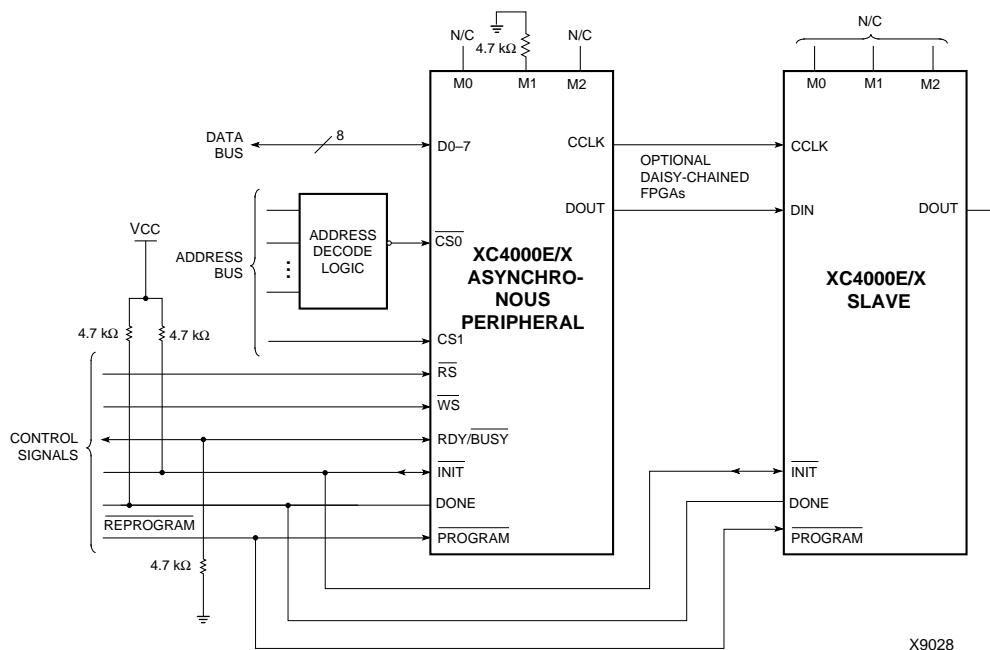 N/C
4.7 kΩ
N/C
N/C
M0
M1
M2
M0
M1
M2
DATA
BUS
8
D0–7
CCLK
CCLK
OPTIONAL
DAISY-CHAINED
FPGAs
DOUT
DIN
DOUT
VCC
ADDRESS
BUS
ADDRESS
DECODE
LOGIC
CS0
XC4000E/X
ASYNCHRO-
NOUS
PERIPHERAL
XC4000E/X
SLAVE
4.7 kΩ
4.7 kΩ
CS1
RS
WS
CONTROL
SIGNALS
RDY/BUSY
INIT
INIT
DONE
DONE
REPROGRAM
PROGRAM
PROGRAM
4.7 kΩ
X9028